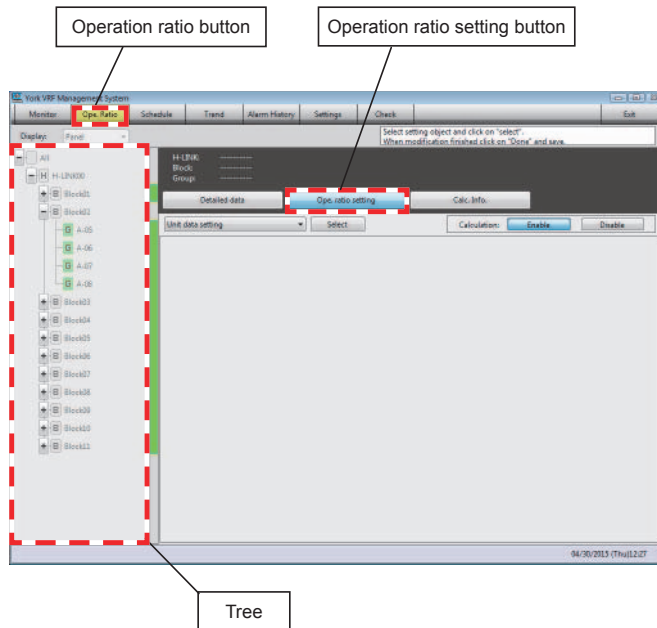 Operation ratio button
Operation ratio setting button
York VRF Management System
Monitor Ope. Ratio Schedule Trend Alarm History Settings Check Exit
Display: Panel
Select setting object and click on "select".
When modification finished click on "Done" and save.
All
H H-LINK00
B Block01
B Block02
G A-05
G A-06
G A-07
G A-08
B Block03
B Block04
B Block05
B Block06
B Block07
B Block08
B Block09
B Block10
B Block11
H-LINK: ----------
Block: ----------
Group: ----------
Detailed data Ope. ratio setting Calc. Info.
Unit data setting Select Calculation: Enable Disable
04/30/2015 (Thu)12:27
Tree